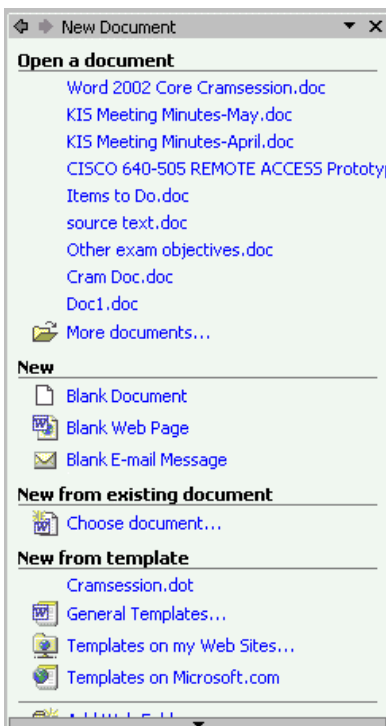 New Document
Open a document
Word 2002 Core Cramsession.doc
KIS Meeting Minutes-May.doc
KIS Meeting Minutes-April.doc
CISCO 640-505 REMOTE ACCESS Prototyp
Items to Do.doc
source text.doc
Other exam objectives.doc
Cram Doc.doc
Doc1.doc
More documents...
New
Blank Document
Blank Web Page
Blank E-mail Message
New from existing document
Choose document...
New from template
Cramsession.dot
General Templates...
Templates on my Web Sites...
Templates on Microsoft.com